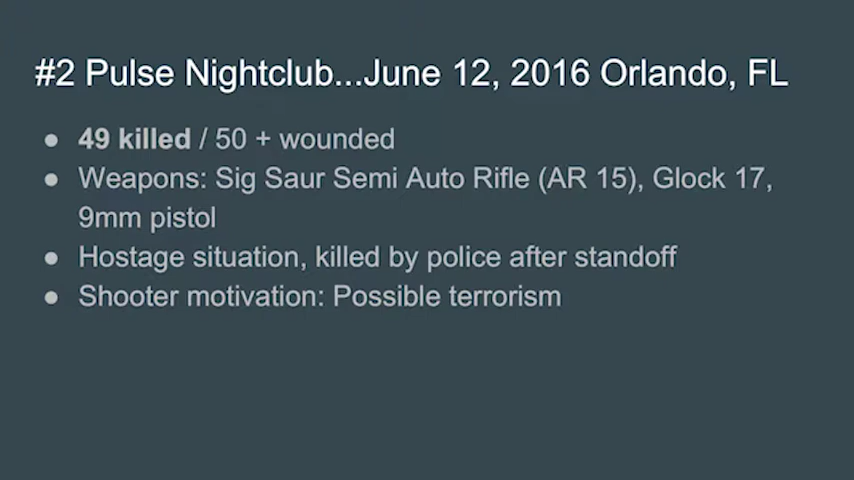 #2 Pulse Nightclub...June 12, 2016 Orlando, FL
● 49 killed / 50 + wounded
● Weapons: Sig Saur Semi Auto Rifle (AR 15), Glock 17,
9mm pistol
● Hostage situation, killed by police after standoff
● Shooter motivation: Possible terrorism